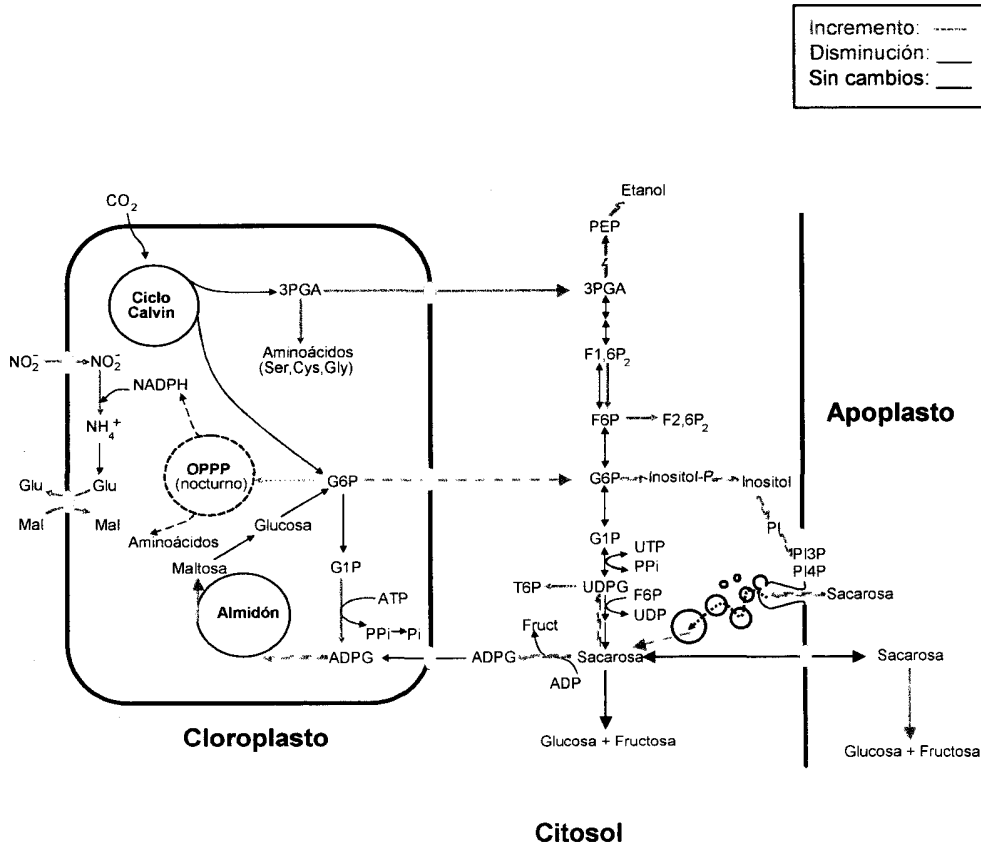 Incremento:
Disminución:
Sin cambios:
Etanol
CO2
PEP
Ciclo
Calvin
3PGA
3PGA
Aminoácidos
(Ser,Cys,Gly)
NO2-
NO2-
NADPH
F1,6P2
Apoplasto
NH4+
F6P
F2,6P2
OPPP
(nocturno)
G6P
G6P
Inositol-P
Inositol
Glu
Glu
Mal
Mal
Glucosa
Aminoácidos
Maltosa
G1P
G1P
PI
UTP
PPi
PI3P
PI4P
Almidón
ATP
T6P
UDPG
F6P
UDP
Sacarosa
PPi
Pi
Fruct
ADPG
ADPG
Sacarosa
Sacarosa
ADP
Cloroplasto
Glucosa + Fructosa
Glucosa + Fructosa
Citosol